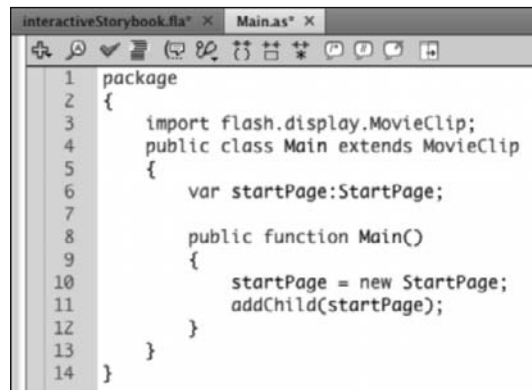 interactiveStorybook.fla* × Main.as* ×
1 package
2 {
3 import flash.display.MovieClip;
4 public class Main extends MovieClip
5 {
6 var startPage:StartPage;
7
8 public function Main()
9 {
10 startPage = new StartPage;
11 addChild(startPage);
12 }
13 }
14 }